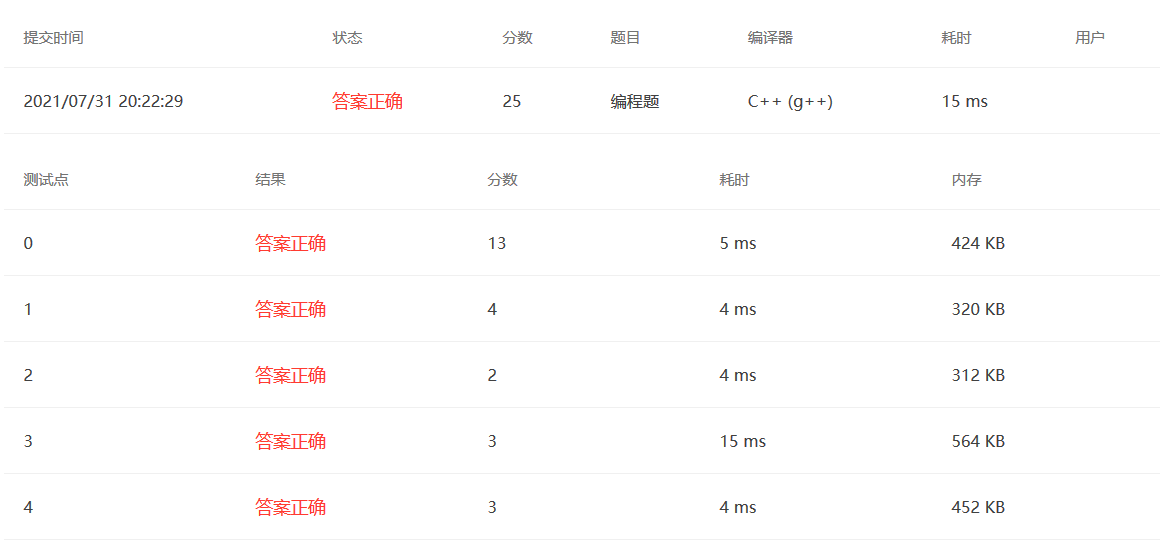 提交时间 状态 分数 题目 编译器 耗时 用户
2021/07/31 20:22:29 答案正确 25 编程题 C++ (g++) 15 ms
测试点 结果 分数 耗时 内存
0 答案正确 13 5 ms 424 KB
1 答案正确 4 4 ms 320 KB
2 答案正确 2 4 ms 312 KB
3 答案正确 3 15 ms 564 KB
4 答案正确 3 4 ms 452 KB